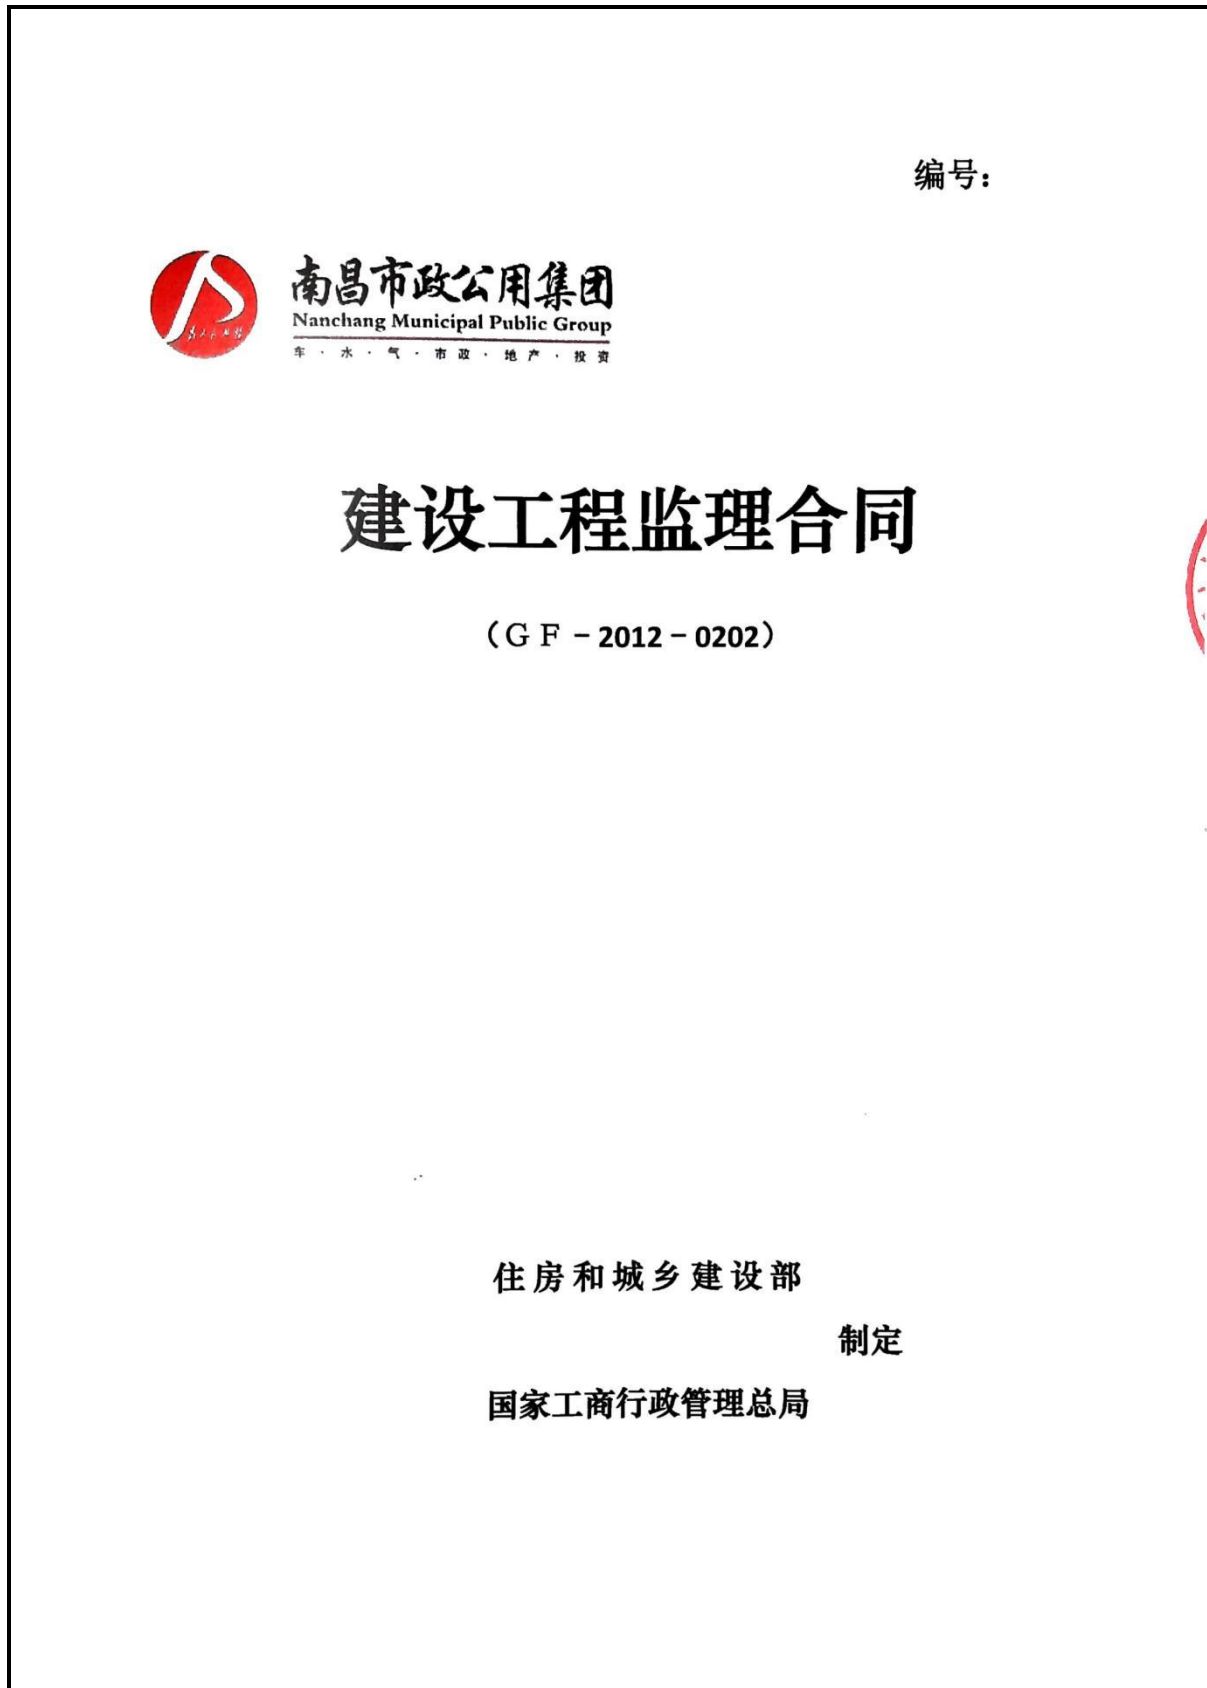 编号：
南昌市政公用集团
Nanchang Municipal Public Group
车·水·气·市政·地产·投资
建设工程监理合同
（GF－2012－0202）
住房和城乡建设部
制定
国家工商行政管理总局